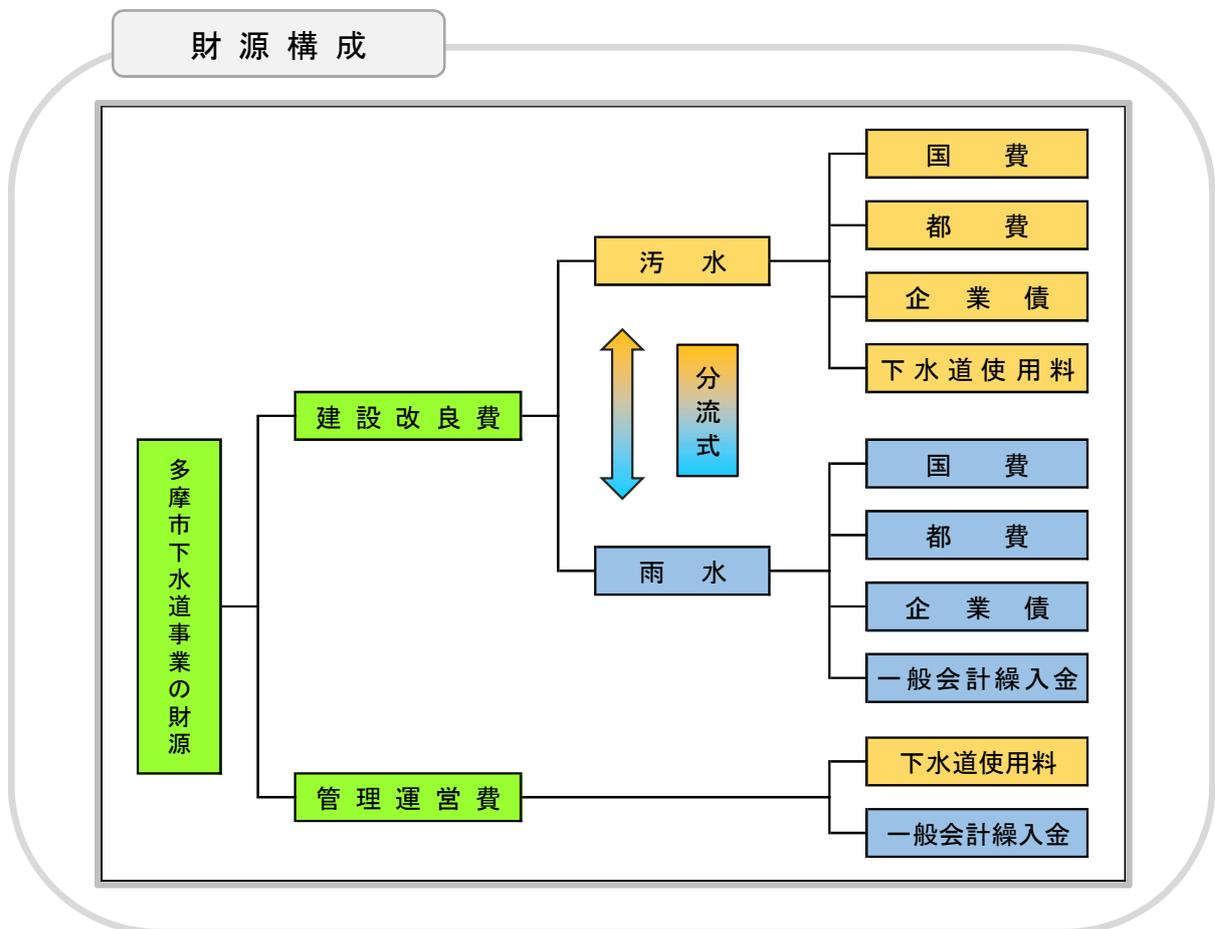 財源構成
多摩市下水道事業の財源
建設改良費
汚水
国費
都費
企業債
下水道使用料
分流式
雨水
国費
都費
企業債
一般会計繰入金
管理運営費
下水道使用料
一般会計繰入金